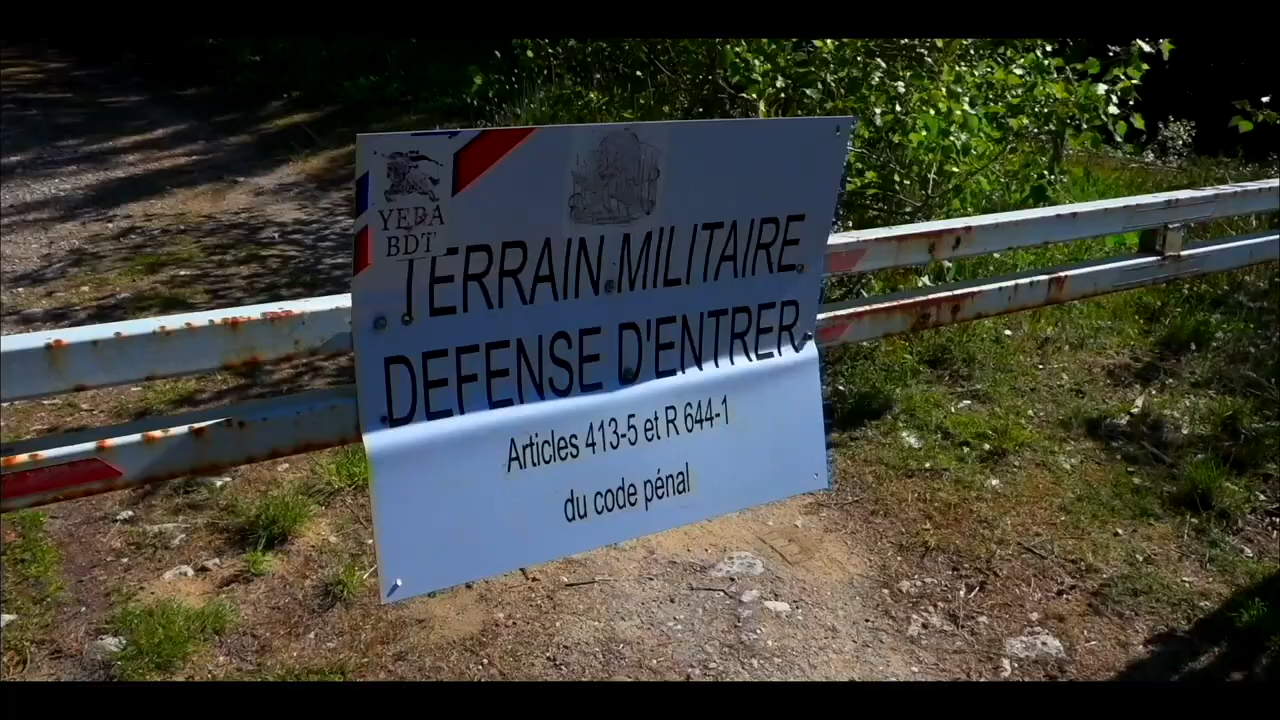 YEDA
BDT
TERRAIN MILITAIRE
DEFENSE D'ENTRER
Articles 413-5 et R 644-1
du code pénal